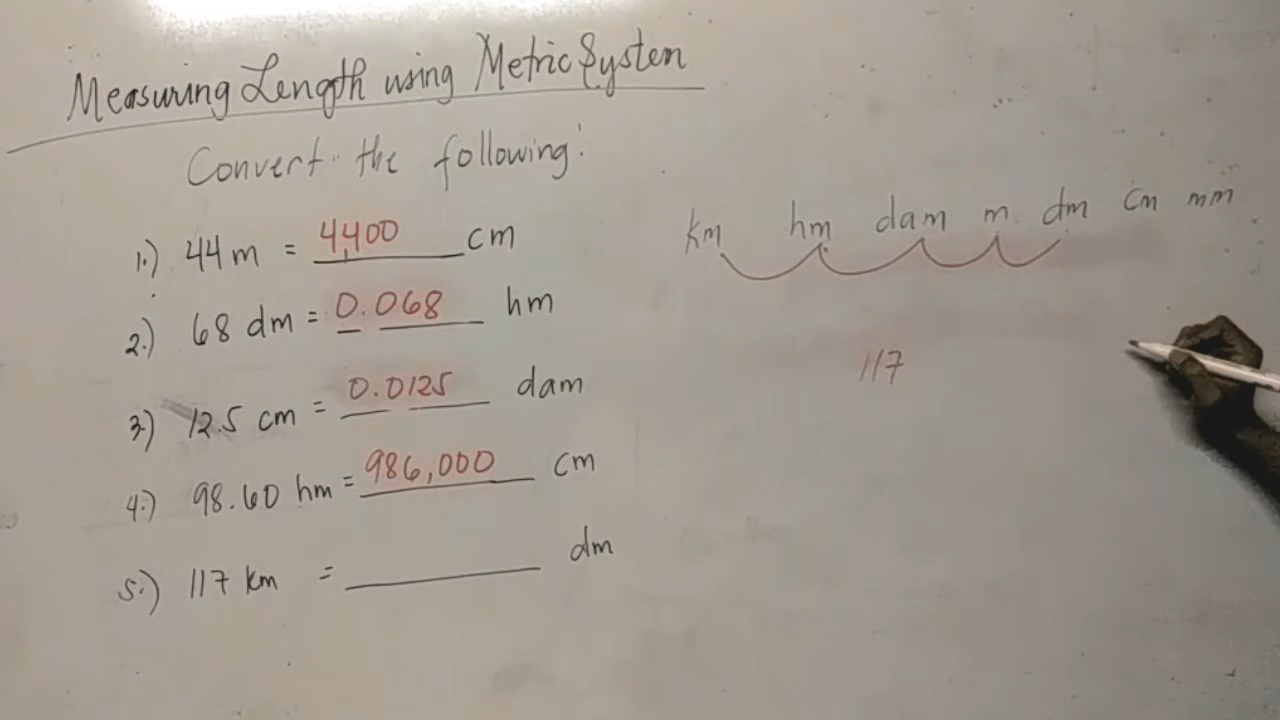 Measuring Length using Metric System
Convert the following:
1.) 44 m = 4,400 cm
2.) 68 dm = 0.068 hm
3.) 12.5 cm = 0.0125 dam
4.) 98.60 hm = 986,000 cm
5.) 117 km = ________ dm
km hm dam m dm cm mm
117